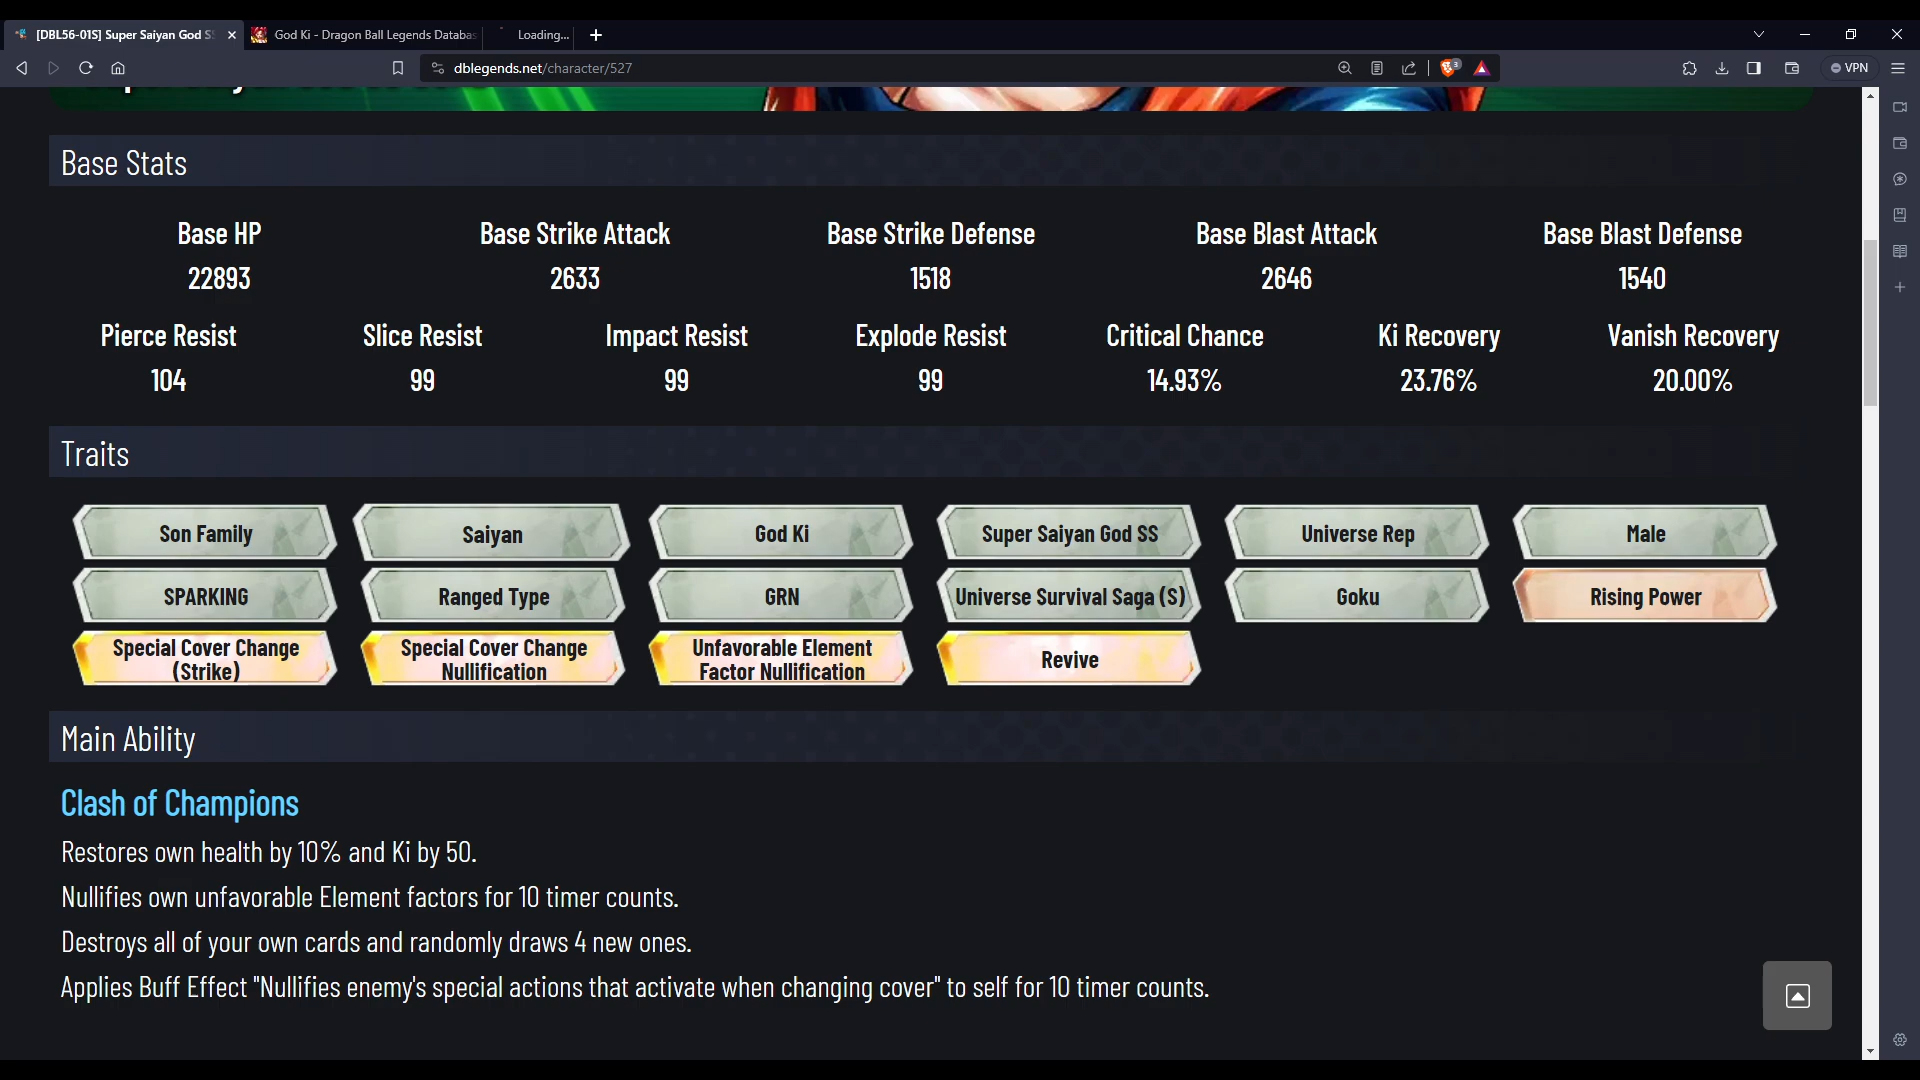 [DBL56-01S] Super Saiyan God S
God Ki - Dragon Ball Legends Databas
Loading...
dblegends.net/character/527
3
VPN
Base Stats
Base HP
Base Strike Attack
Base Strike Defense
Base Blast Attack
Base Blast Defense
22893
2633
1518
2646
1540
Pierce Resist
Slice Resist
Impact Resist
Explode Resist
Critical Chance
Ki Recovery
Vanish Recovery
104
99
99
99
14.93%
23.76%
20.00%
Traits
Son Family
Saiyan
God Ki
Super Saiyan God SS
Universe Rep
Male
SPARKING
Ranged Type
GRN
Universe Survival Saga (S)
Goku
Rising Power
Special Cover Change
(Strike)
Special Cover Change
Nullification
Unfavorable Element
Factor Nullification
Revive
Main Ability
Clash of Champions
Restores own health by 10% and Ki by 50.
Nullifies own unfavorable Element factors for 10 timer counts.
Destroys all of your own cards and randomly draws 4 new ones.
Applies Buff Effect "Nullifies enemy's special actions that activate when changing cover" to self for 10 timer counts.